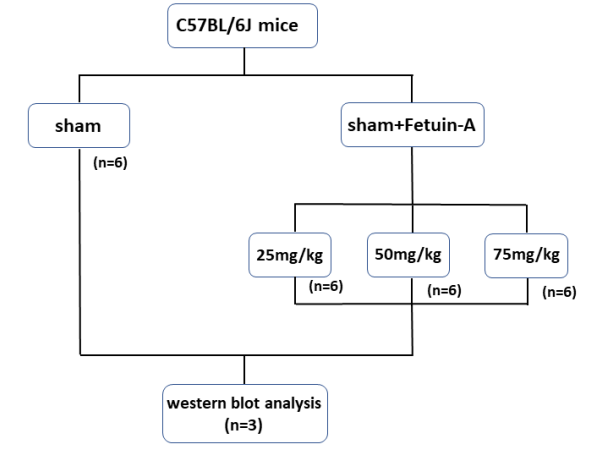 C57BL/6J mice
sham
sham+Fetuin-A
(n=6)
25mg/kg
50mg/kg
75mg/kg
(n=6)
(n=6)
(n=6)
western blot analysis
(n=3)